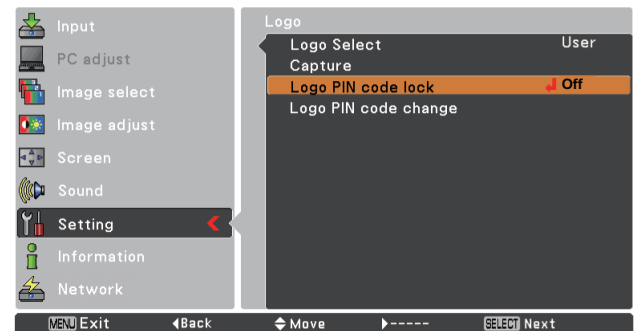 Input
PC adjust
Image select
Image adjust
Screen
Sound
Setting
Information
Network
Logo
Logo Select User
Capture
Logo PIN code lock Off
Logo PIN code change
MENU Exit Back Move ----- SELECT Next